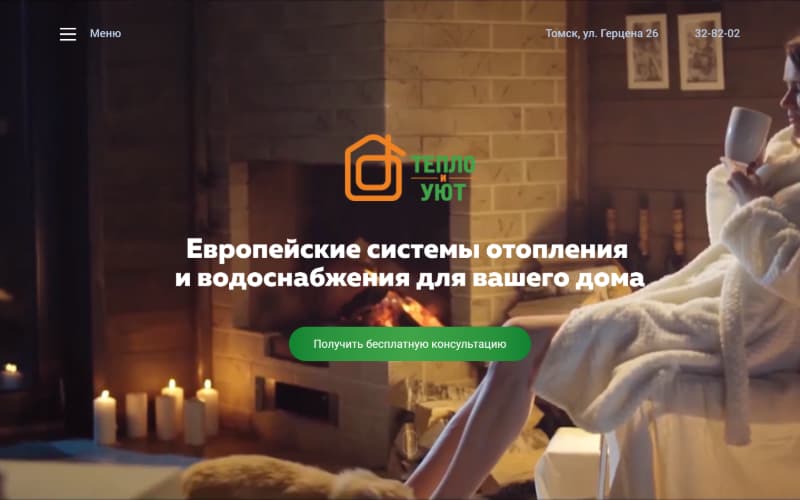 Меню
Томск, ул. Герцена 26
32-82-02
ТЕПЛО
И
УЮТ
Европейские системы отопления
и водоснабжения для вашего дома
Получить бесплатную консультацию